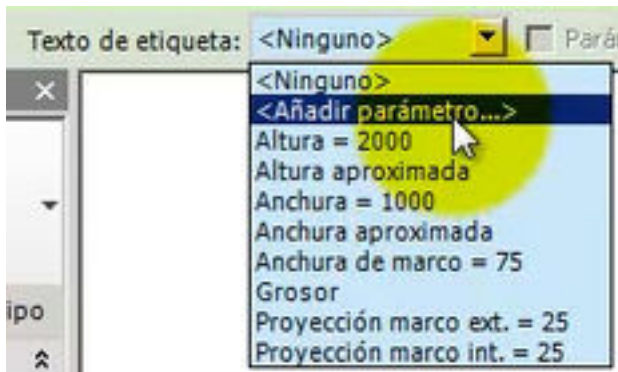 Texto de etiqueta: <Ninguno> Pará
<Ninguno>
<Añadir parámetro...>
Altura = 2000
Altura aproximada
Anchura = 1000
Anchura aproximada
Anchura de marco = 75
Grosor
Proyección marco ext. = 25
Proyección marco int. = 25
ipo